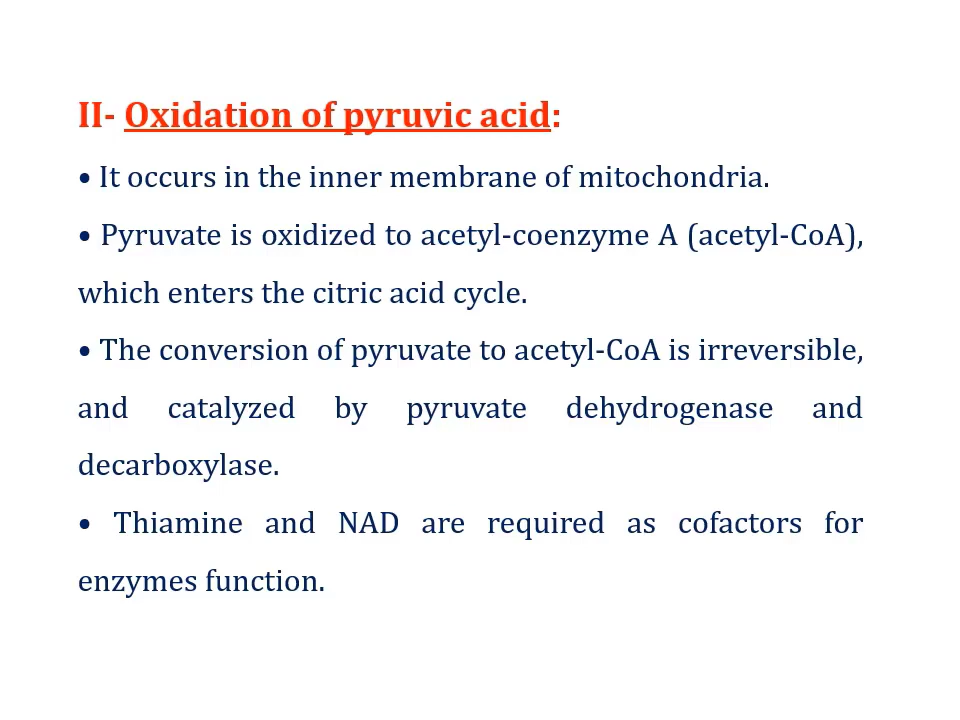 II- Oxidation of pyruvic acid:
• It occurs in the inner membrane of mitochondria.
• Pyruvate is oxidized to acetyl-coenzyme A (acetyl-CoA),
which enters the citric acid cycle.
• The conversion of pyruvate to acetyl-CoA is irreversible,
and catalyzed by pyruvate dehydrogenase and
decarboxylase.
• Thiamine and NAD are required as cofactors for
enzymes function.